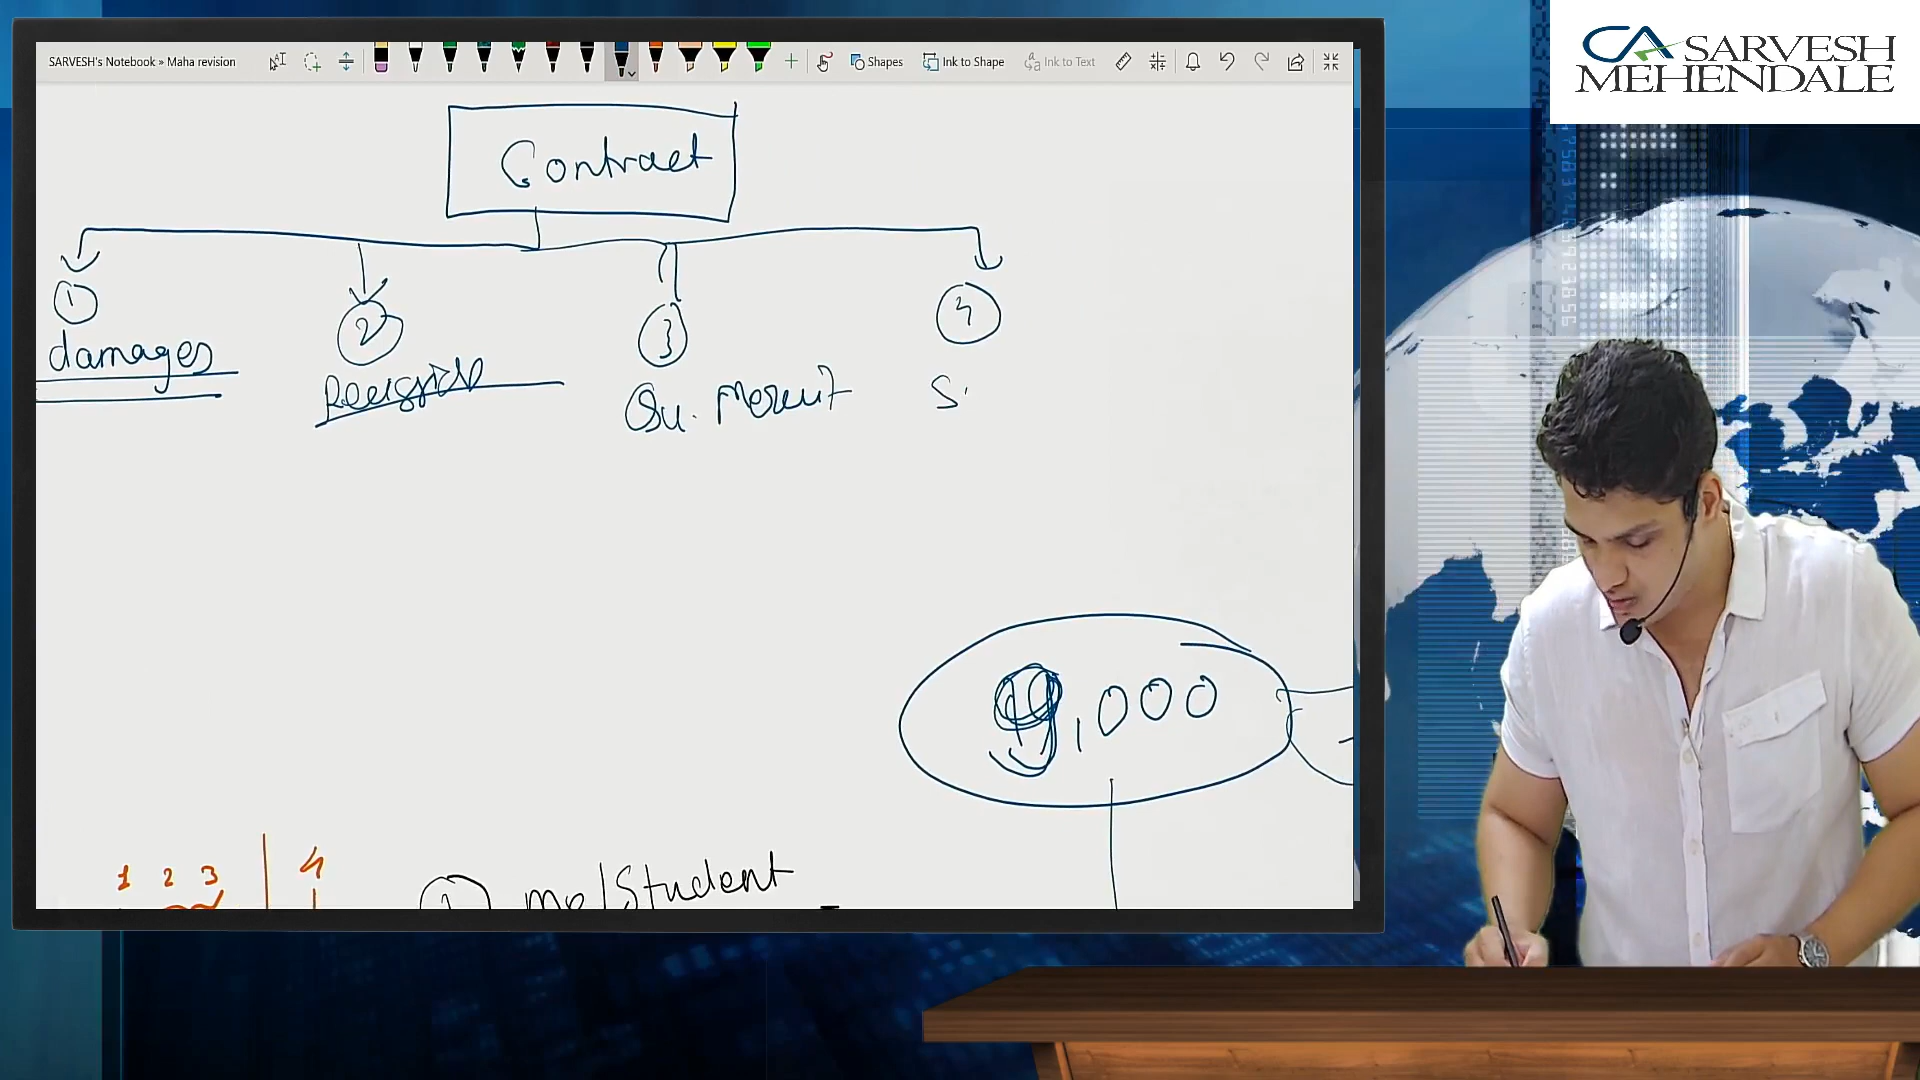 CA SARVESH
MEHENDALE
SARVESH's Notebook » Maha revision
Shapes
Ink to Shape
Ink to Text
Contract
1
2
3
4
damages
Qu. Meruit
S
,000
1 2 3 4
1
me/Student